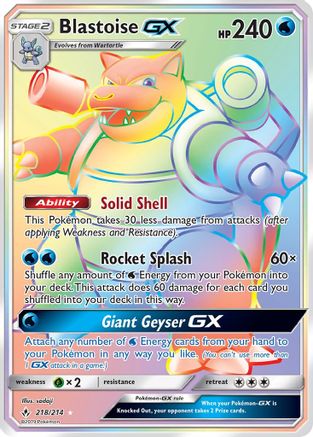 STAGE 2 Blastoise GX HP 240
Evolves from Wartortle
Ability Solid Shell
This Pokémon takes 30 less damage from attacks (after
applying Weakness and Resistance).
Rocket Splash 60×
Shuffle any amount of Energy from your Pokémon into
your deck. This attack does 60 damage for each card you
shuffled into your deck in this way.
Giant Geyser GX
Attach any number of Energy cards from your hand to
your Pokémon in any way you like. (You can't use more than
1 GX attack in a game.)
weakness × 2 resistance retreat
Illus. sadaji
218/214
©2019 Pokémon
Pokémon-GX rule When your Pokémon-GX is
Knocked Out, your opponent takes 2 Prize cards.